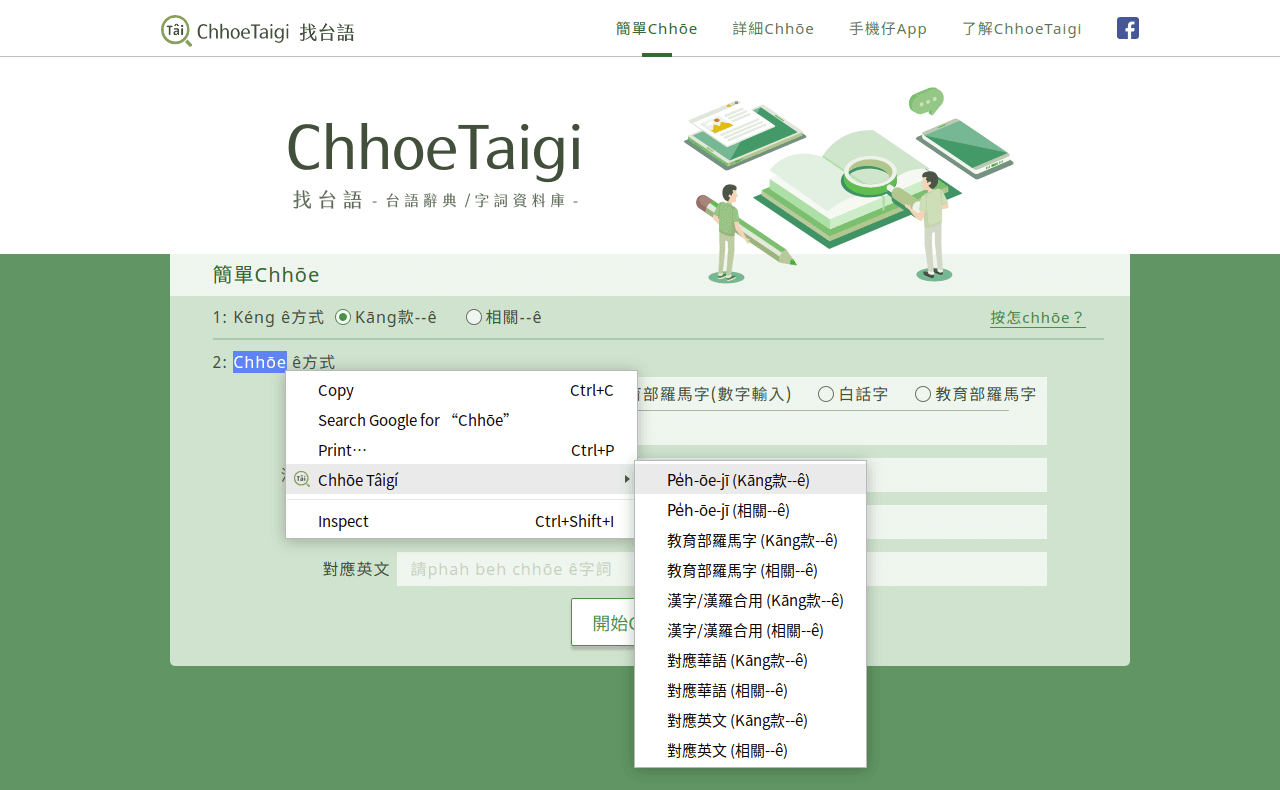 Tâi ChhoeTaigi 找台語
簡單Chhōe 詳細Chhōe 手機仔App 了解ChhoeTaigi
ChhoeTaigi
找台語 - 台語辭典 /字詞資料庫 -
簡單Chhōe
1: Kéng ê方式 Kāng款--ê 相關--ê 按怎chhōe？
2: Chhōe ê方式
育部羅馬字(數字輸入) 白話字 教育部羅馬字
Copy Ctrl+C
Search Google for “Chhōe”
Print… Ctrl+P
Tâi Chhōe Tâigí
Inspect Ctrl+Shift+I
Pe̍h-ōe-jī (Kāng款--ê)
Pe̍h-ōe-jī (相關--ê)
教育部羅馬字 (Kāng款--ê)
教育部羅馬字 (相關--ê)
漢字/漢羅合用 (Kāng款--ê)
漢字/漢羅合用 (相關--ê)
對應華語 (Kāng款--ê)
對應華語 (相關--ê)
對應英文 (Kāng款--ê)
對應英文 (相關--ê)
對應英文 請phah beh chhōe ê字詞
開始